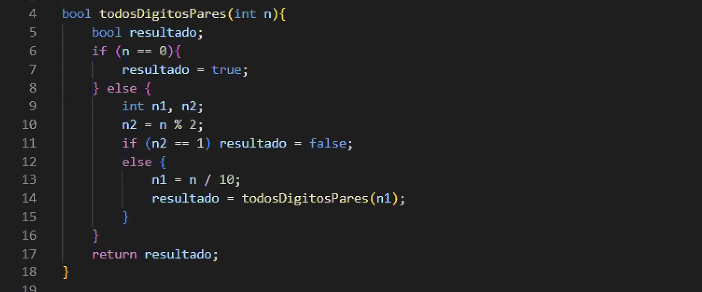 4 bool todosDigitosPares(int n){
5     bool resultado;
6     if (n == 0){
7         resultado = true;
8     } else {
9         int n1, n2;
10         n2 = n % 2;
11         if (n2 == 1) resultado = false;
12         else {
13             n1 = n / 10;
14             resultado = todosDigitosPares(n1);
15         }
16     }
17     return resultado;
18 }
19